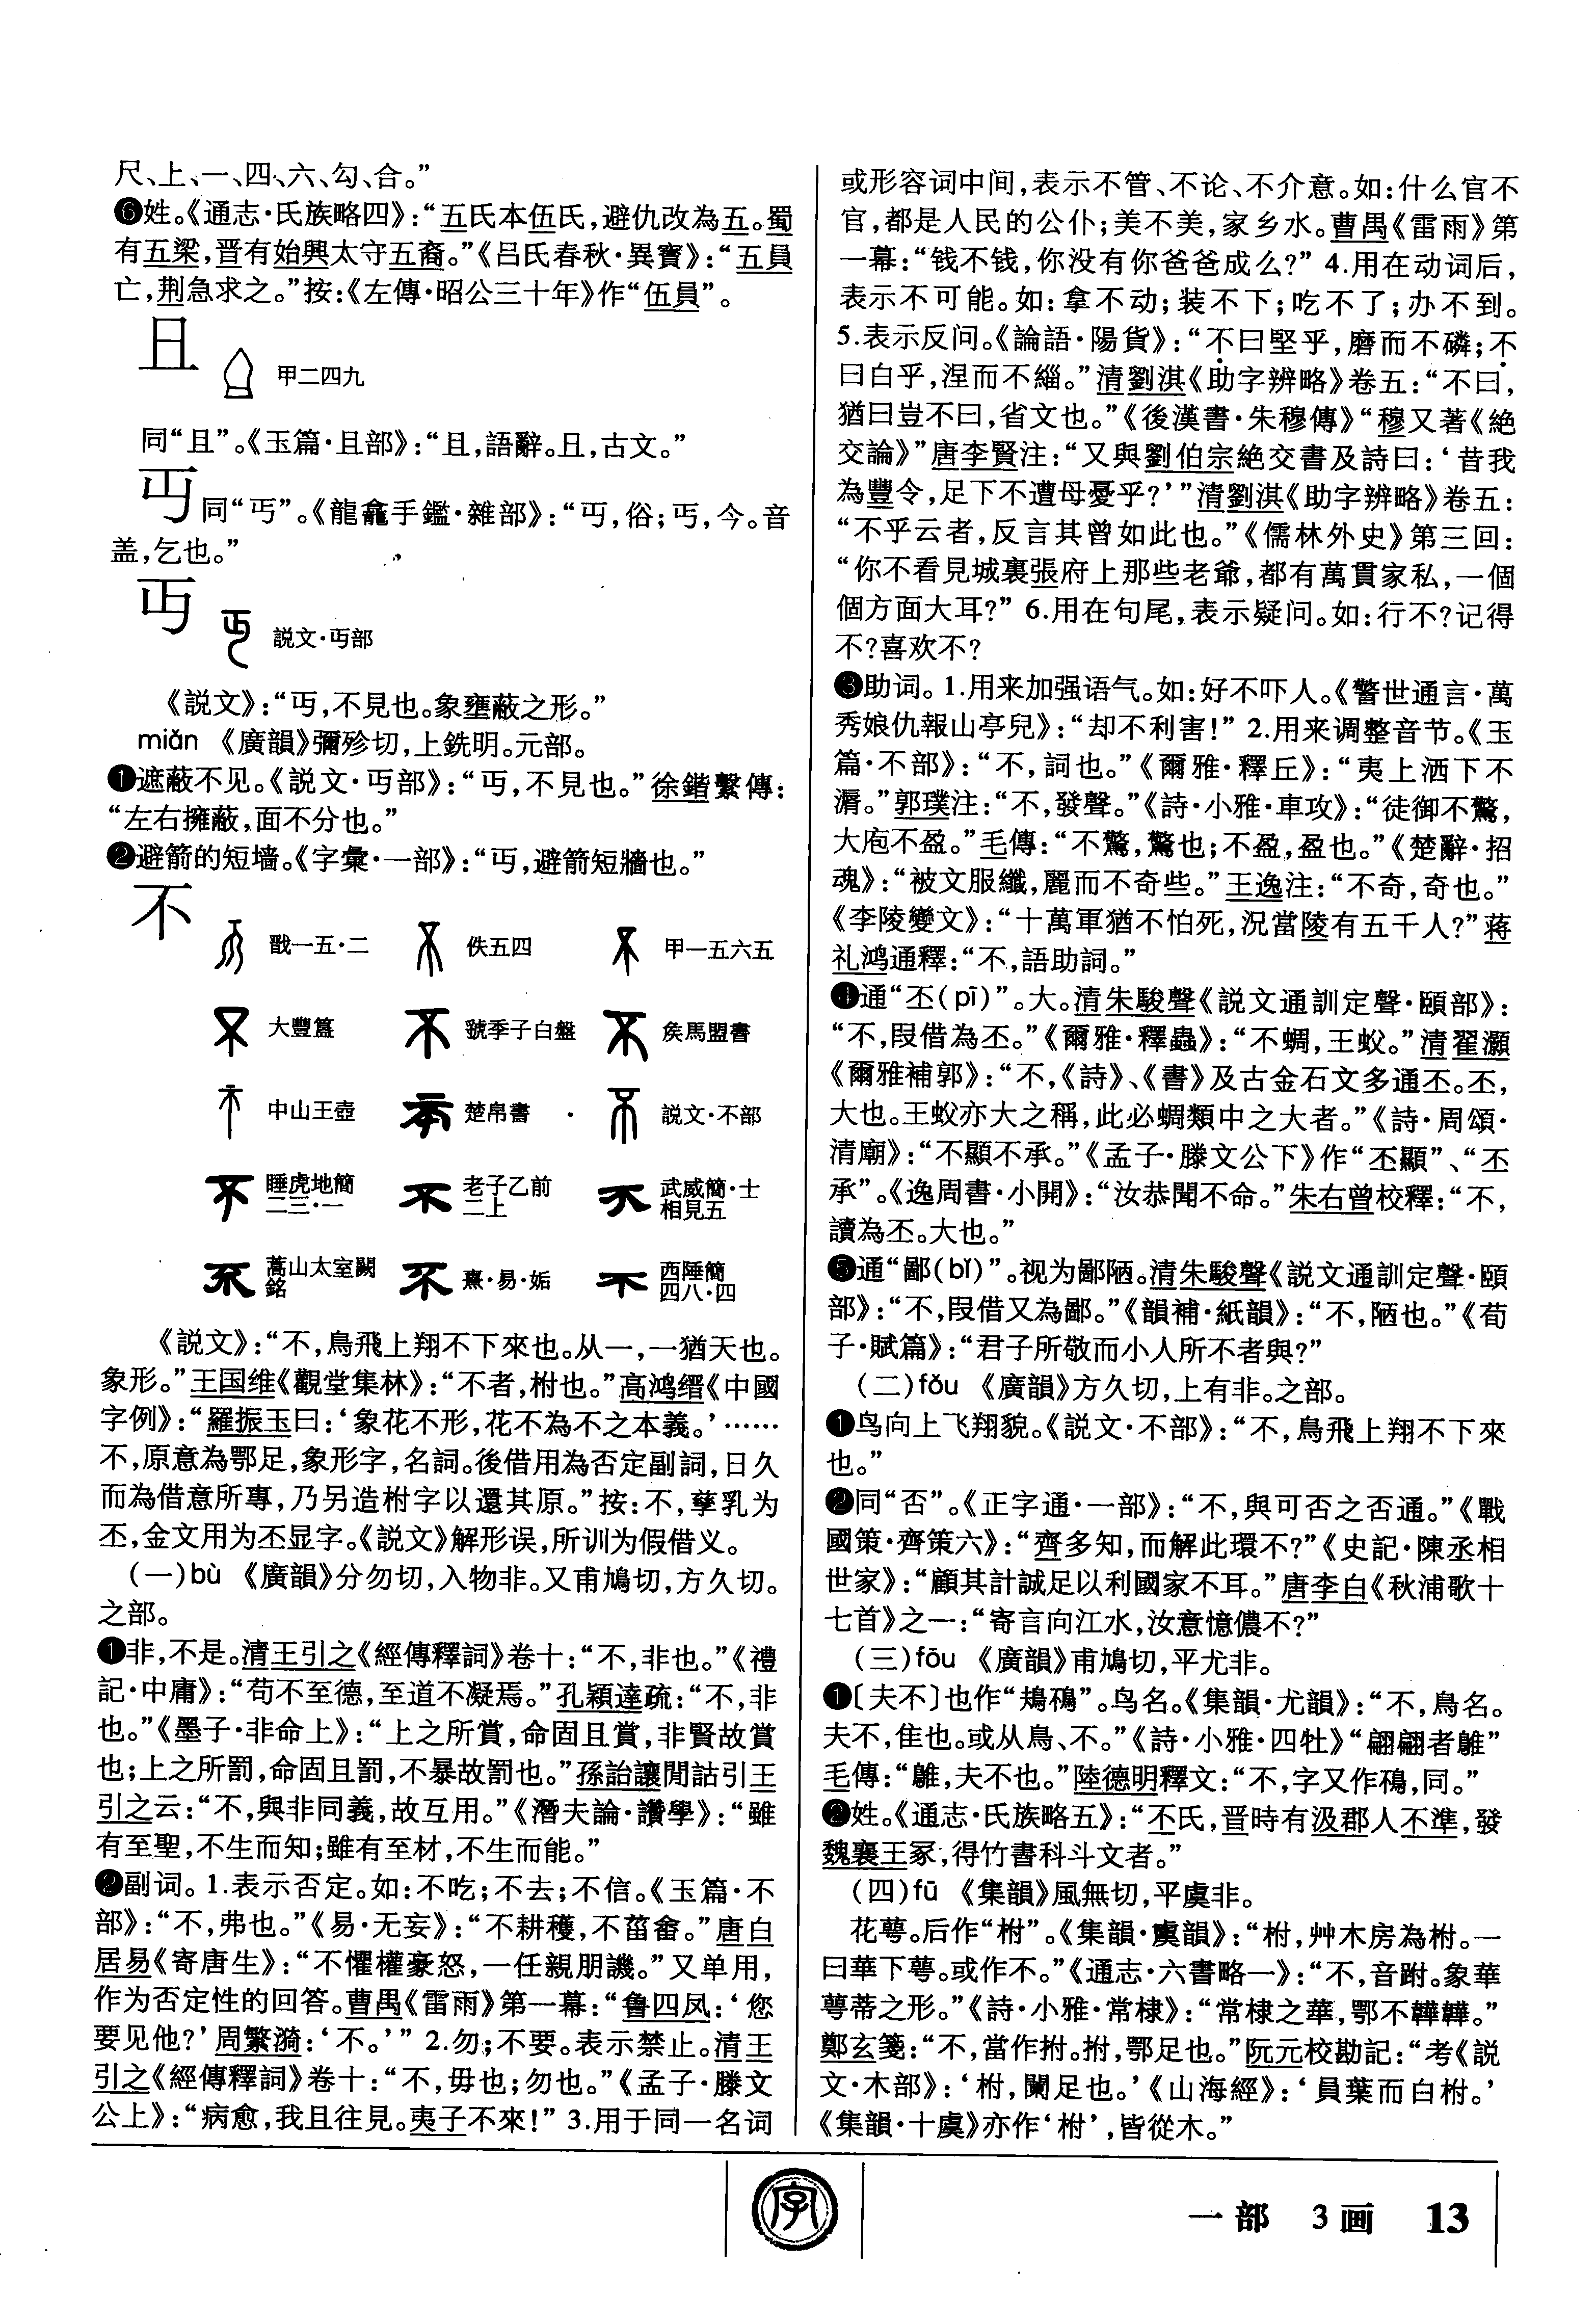 尺、上、一、四、六、勾、合。”
❻姓。《通志·氏族略四》：“五氏本伍氏，避仇改為五。蜀
有五梁，晋有始興太守五裔。”《吕氏春秋·異寶》：“五員
亡，荆急求之。”按：《左傳·昭公三十年》作“伍員”。
甲二四九
同“且”。《玉篇·且部》：“且，語辭。，古文。”
同“丐”。《龍龕手鑑·雜部》：“，俗；丐，今。音
盖，乞也。”
丏
説文·丏部
《説文》：“丏，不見也。象壅蔽之形。”
miǎn 《廣韻》彌殄切，上銑明。元部。
❶遮蔽不见。《説文·丏部》：“丏，不見也。”徐鍇繫傳：
“左右擁蔽，面不分也。”
❷避箭的短墙。《字彙·一部》：“丏，避箭短牆也。”
不
戩一五·二 佚五四 甲一五六五
大豐簋 虢季子白盤 矦馬盟書
中山王壺 楚帛書 説文·不部
睡虎地簡二三·一 老子乙前二上 武威簡·士相見五
嵩山太室闕銘 熹·易·姤 西陲簡四八·四
《説文》：“不，鳥飛上翔不下來也。从一，一猶天也。
象形。”王国维《觀堂集林》：“不者，柎也。”高鸿缙《中國
字例》：“羅振玉曰：‘象花不形，花不為不之本義。’……
不，原意為鄂足，象形字，名詞。後借用為否定副詞，日久
而為借意所專，乃另造柎字以還其原。”按：不，孳乳为
丕，金文用为丕显字。《説文》解形误，所训为假借义。
（一）bù 《廣韻》分勿切，入物非。又甫鳩切，方久切。
之部。
❶非，不是。清王引之《經傳釋詞》卷十：“不，非也。”《禮
記·中庸》：“苟不至德，至道不凝焉。”孔穎達疏：“不，非
也。”《墨子·非命上》：“上之所賞，命固且賞，非賢故賞
也；上之所罰，命固且罰，不暴故罰也。”孫詒讓閒詁引王
引之云：“不，與非同義，故互用。”《潛夫論·讚學》：“雖
有至聖，不生而知；雖有至材，不生而能。”
❷副词。1.表示否定。如：不吃；不去；不信。《玉篇·不
部》：“不，弗也。”《易·无妄》：“不耕穫，不菑畬。”唐白
居易《寄唐生》：“不懼權豪怒，一任親朋譏。”又单用，
作为否定性的回答。曹禺《雷雨》第一幕：“鲁四凤：‘您
要见他？’周繁漪：‘不。’”2.勿；不要。表示禁止。清王
引之《經傳釋詞》卷十：“不，毋也；勿也。”《孟子·滕文
公上》：“病愈，我且往見。夷子不來！”3.用于同一名词
或形容词中间，表示不管、不论、不介意。如：什么官不
官，都是人民的公仆；美不美，家乡水。曹禺《雷雨》第
一幕：“钱不钱，你没有你爸爸成么？”4.用在动词后，
表示不可能。如：拿不动；装不下；吃不了；办不到。
5.表示反问。《論語·陽貨》：“不曰堅乎，磨而不磷；不
曰白乎，涅而不緇。”清劉淇《助字辨略》卷五：“不曰，
猶曰豈不曰，省文也。”《後漢書·朱穆傳》“穆又著《絶
交論》”唐李賢注：“又與劉伯宗絶交書及詩曰：‘昔我
為豐令，足下不遭母憂乎？’”清劉淇《助字辨略》卷五：
“不乎云者，反言其曾如此也。”《儒林外史》第三回：
“你不看見城裏張府上那些老爺，都有萬貫家私，一個
個方面大耳？”6.用在句尾，表示疑问。如：行不？记得
不？喜欢不？
❸助词。1.用来加强语气。如：好不吓人。《警世通言·萬
秀娘仇報山亭兒》：“却不利害！”2.用来调整音节。《玉
篇·不部》：“不，詞也。”《爾雅·釋丘》：“夷上洒下不
漘。”郭璞注：“不，發聲。”《詩·小雅·車攻》：“徒御不驚，
大庖不盈。”毛傳：“不驚，驚也；不盈，盈也。”《楚辭·招
魂》：“被文服纖，麗而不奇些。”王逸注：“不奇，奇也。”
《李陵變文》：“十萬軍猶不怕死，況當陵有五千人？”蒋
礼鸿通釋：“不，語助詞。”
❹通“丕（pī）”。大。清朱駿聲《説文通訓定聲·頤部》：
“不，叚借為丕。”《爾雅·釋蟲》：“不蜩，王蚥。”清翟灝
《爾雅補郭》：“不，《詩》、《書》及古金石文多通丕。丕，
大也。王蚥亦大之稱，此必蜩類中之大者。”《詩·周頌·
清廟》：“不顯不承。”《孟子·滕文公下》作“丕顯”、“丕
承”。《逸周書·小開》：“汝恭聞不命。”朱右曾校釋：“不，
讀為丕。大也。”
❺通“鄙（bǐ）”。视为鄙陋。清朱駿聲《説文通訓定聲·頤
部》：“不，叚借又為鄙。”《韻補·紙韻》：“不，陋也。”《荀
子·賦篇》：“君子所敬而小人所不者與？”
（二）fǒu 《廣韻》方久切，上有非。之部。
❶鸟向上飞翔貌。《説文·不部》：“不，鳥飛上翔不下來
也。”
❷同“否”。《正字通·一部》：“不，與可否之否通。”《戰
國策·齊策六》：“齊多知，而解此環不？”《史記·陳丞相
世家》：“顧其計誠足以利國家不耳。”唐李白《秋浦歌十
七首》之一：“寄言向江水，汝意憶儂不？”
（三）fōu 《廣韻》甫鳩切，平尤非。
❶〔夫不〕也作“鳺鴀”。鸟名。《集韻·尤韻》：“不，鳥名。
夫不，隹也。或从鳥、不。”《詩·小雅·四牡》“翩翩者鵻”
毛傳：“鵻，夫不也。”陸德明釋文：“不，字又作鴀，同。”
❷姓。《通志·氏族略五》：“不氏，晋時有汲郡人不準，發
魏襄王冢，得竹書科斗文者。”
（四）fū 《集韻》風無切，平虞非。
花萼。后作“柎”。《集韻·虞韻》：“柎，艸木房為柎。一
曰華下萼。或作不。”《通志·六書略一》：“不，音跗。象華
萼蒂之形。”《詩·小雅·常棣》：“常棣之華，鄂不韡韡。”
鄭玄箋：“不，當作拊。拊，鄂足也。”阮元校勘記：“考《説
文·木部》：‘柎，闌足也。’《山海經》：‘員葉而白柎。’
《集韻·十虞》亦作‘柎’，皆從木。”
字
一部 3画 13